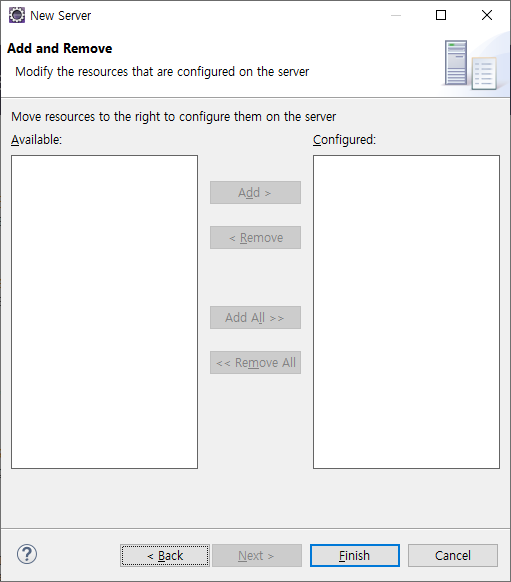 New Server
Add and Remove
Modify the resources that are configured on the server
Move resources to the right to configure them on the server
Available:
Configured:
Add >
< Remove
Add All >>
<< Remove All
?
< Back
Next >
Finish
Cancel